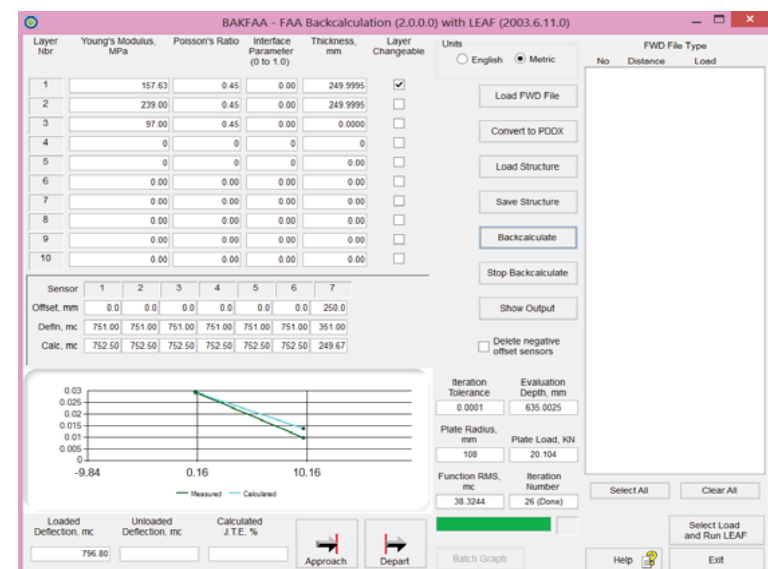 BAKFAA - FAA Backcalculation (2.0.0.0) with LEAF (2003.6.11.0)
Layer Nbr
Young's Modulus, MPa
Poisson's Ratio
Interface Parameter (0 to 1.0)
Thickness, mm
Layer Changeable
1 157.63 0.45 0.00 249.9995
2 239.00 0.45 0.00 249.9995
3 97.00 0.45 0.00 0.0000
4 0 0 0 0
5 0 0 0 0.00
6 0.00 0.00 0.00 0.00
7 0.00 0.00 0.00 0.00
8 0.00 0.00 0.00 0.00
9 0.00 0.00 0.00 0.00
10 0.00 0.00 0.00 0.00
Sensor 1 2 3 4 5 6 7
Offset, mm 0.0 0.0 0.0 0.0 0.0 0.0 250.0
Defln, mc 751.00 751.00 751.00 751.00 751.00 751.00 351.00
Calc, mc 752.50 752.50 752.50 752.50 752.50 752.50 249.67
0.03
0.025
0.02
0.015
0.01
0.005
0
-9.84 0.16 10.16
Measured Calculated
Loaded Deflection, mc
796.80
Unloaded Deflection, mc
Calculated J.T.E, %
Approach
Depart
Units
English Metric
Load FWD File
Convert to PDDX
Load Structure
Save Structure
Backcalculate
Stop Backcalculate
Show Output
Delete negative offset sensors
Iteration Tolerance
0.0001
Evaluation Depth, mm
635.0025
Plate Radius, mm
108
Plate Load, KN
20.104
Function RMS, mc
38.3244
Iteration Number
26 (Done)
Batch Graph
FWD File Type
No Distance Load
Select All
Clear All
Select Load and Run LEAF
Help
Exit